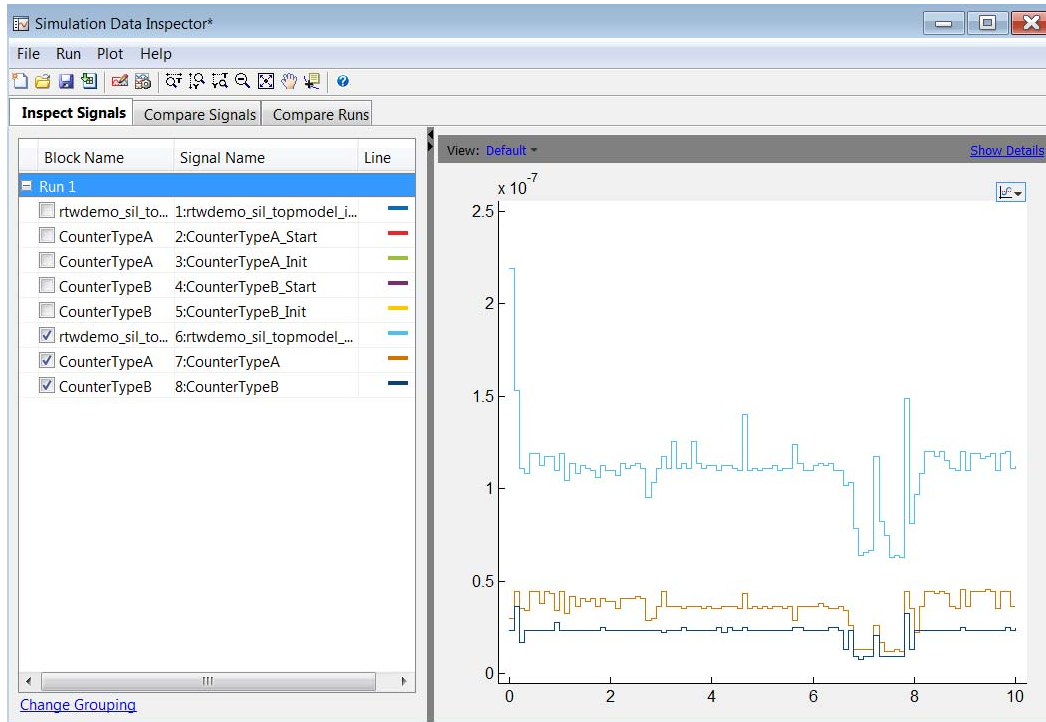 Simulation Data Inspector*
File Run Plot Help
Inspect Signals Compare Signals Compare Runs
Block Name Signal Name Line
Run 1
rtwdemo_sil_to... 1:rtwdemo_sil_topmodel_i...
CounterTypeA 2:CounterTypeA_Start
CounterTypeA 3:CounterTypeA_Init
CounterTypeB 4:CounterTypeB_Start
CounterTypeB 5:CounterTypeB_Init
rtwdemo_sil_to... 6:rtwdemo_sil_topmodel_...
CounterTypeA 7:CounterTypeA
CounterTypeB 8:CounterTypeB
Change Grouping
View: Default Show Details
x 10^-7
2.5
2
1.5
1
0.5
0
0 2 4 6 8 10